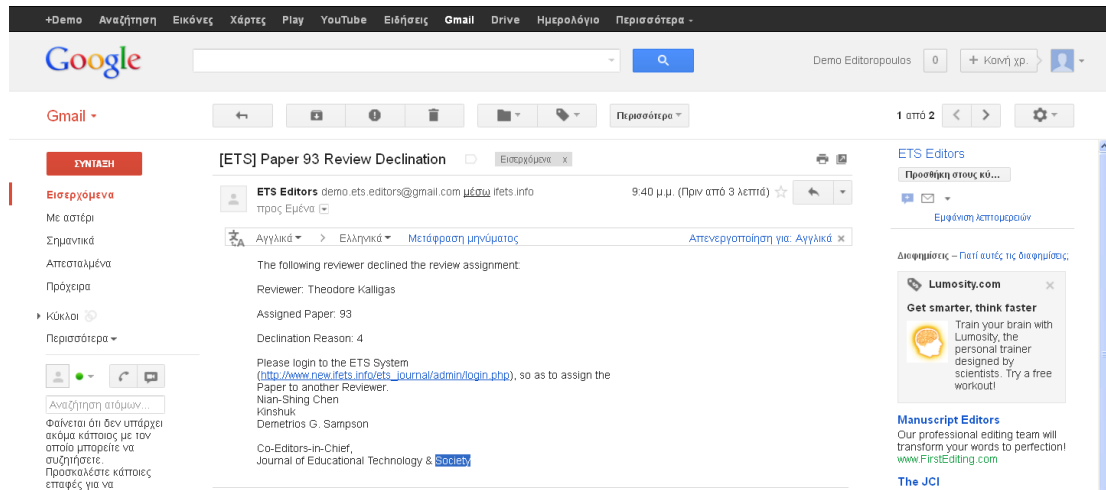 +Demo Αναζήτηση Εικόνες Χάρτες Play YouTube Ειδήσεις Gmail Drive Ημερολόγιο Περισσότερα
Google
Demo Editoropoulos 0 + Κοινή χρ.
Gmail
Περισσότερα
1 από 2
ΣΥΝΤΑΞΗ
Εισερχόμενα
Με αστέρι
Σημαντικά
Απεσταλμένα
Πρόχειρα
Κύκλοι
Περισσότερα
Αναζήτηση ατόμων...
Φαίνεται ότι δεν υπάρχει
ακόμα κάποιος με τον
οποίο μπορείτε να
συζητήσετε.
Προσκαλέστε κάποιες
επαφές για να
[ETS] Paper 93 Review Declination Εισερχόμενα x
ETS Editors demo.ets.editors@gmail.com μέσω ifets.info 9:40 μ.μ. (Πριν από 3 λεπτά)
προς Εμένα
Αγγλικά > Ελληνικά Μετάφραση μηνύματος Απενεργοποίηση για: Αγγλικά x
The following reviewer declined the review assignment:
Reviewer: Theodore Kalligas
Assigned Paper: 93
Declination Reason: 4
Please login to the ETS System
(http://www.new.ifets.info/ets_journal/admin/login.php), so as to assign the
Paper to another Reviewer.
Nian-Shing Chen
Kinshuk
Demetrios G. Sampson
Co-Editors-in-Chief,
Journal of Educational Technology & Society
ETS Editors
Προσθήκη στους κύ...
Εμφάνιση λεπτομερειών
Διαφημίσεις – Γιατί αυτές τις διαφημίσεις;
Lumosity.com
Get smarter, think faster
Train your brain with
Lumosity, the
personal trainer
designed by
scientists. Try a free
workout!
Manuscript Editors
Our professional editing team will
transform your words to perfection!
www.FirstEditing.com
The JCI